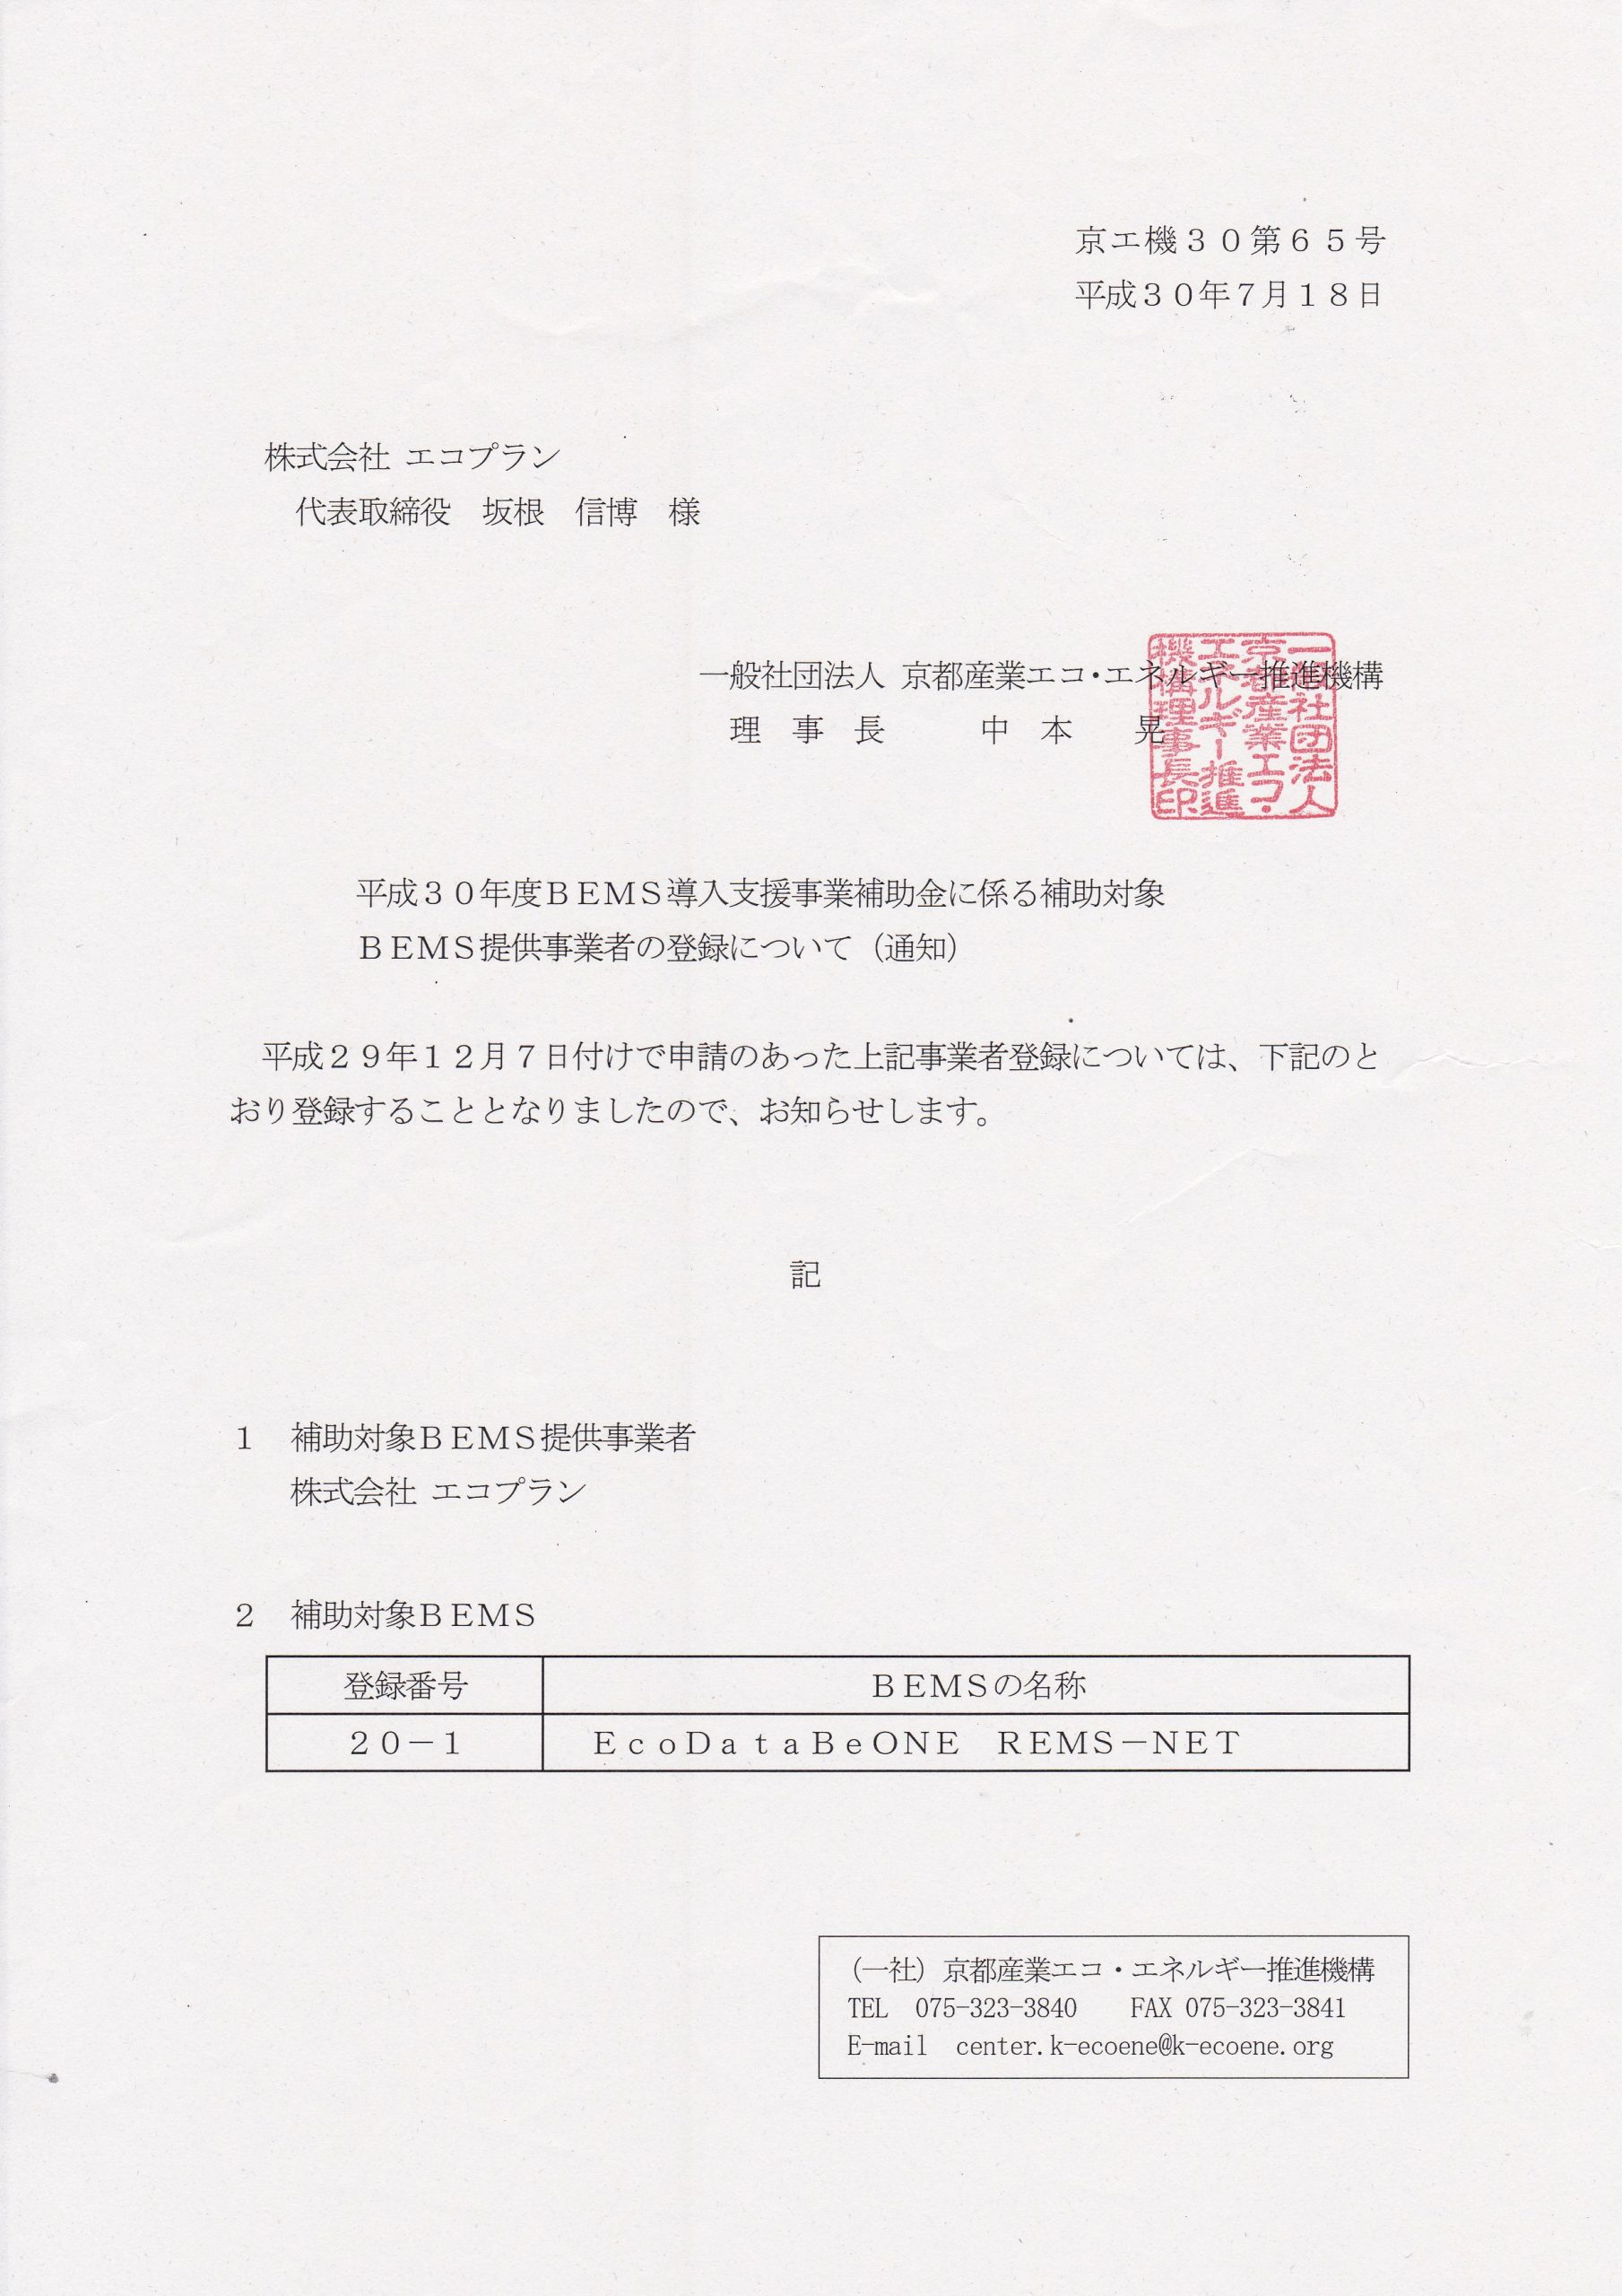 京エ機３０第６５号
平成３０年７月１８日
株式会社 エコプラン
代表取締役　坂根　信博　様
一般社団法人 京都産業エコ・エネルギー推進機構
理　事　長　　　中　本　　晃
一般社団法人
京都産業エコ・
エネルギー推進
機構理事長印
平成３０年度ＢＥＭＳ導入支援事業補助金に係る補助対象
ＢＥＭＳ提供事業者の登録について（通知）
平成２９年１２月７日付けで申請のあった上記事業者登録については、下記のと
おり登録することとなりましたので、お知らせします。
記
１　補助対象ＢＥＭＳ提供事業者
株式会社 エコプラン
２　補助対象ＢＥＭＳ
登録番号　ＢＥＭＳの名称
２０－１　ＥｃｏＤａｔａＢｅＯＮＥ　ＲＥＭＳ－ＮＥＴ
（一社）京都産業エコ・エネルギー推進機構
TEL　075-323-3840　　FAX 075-323-3841
E-mail　center.k-ecoene@k-ecoene.org